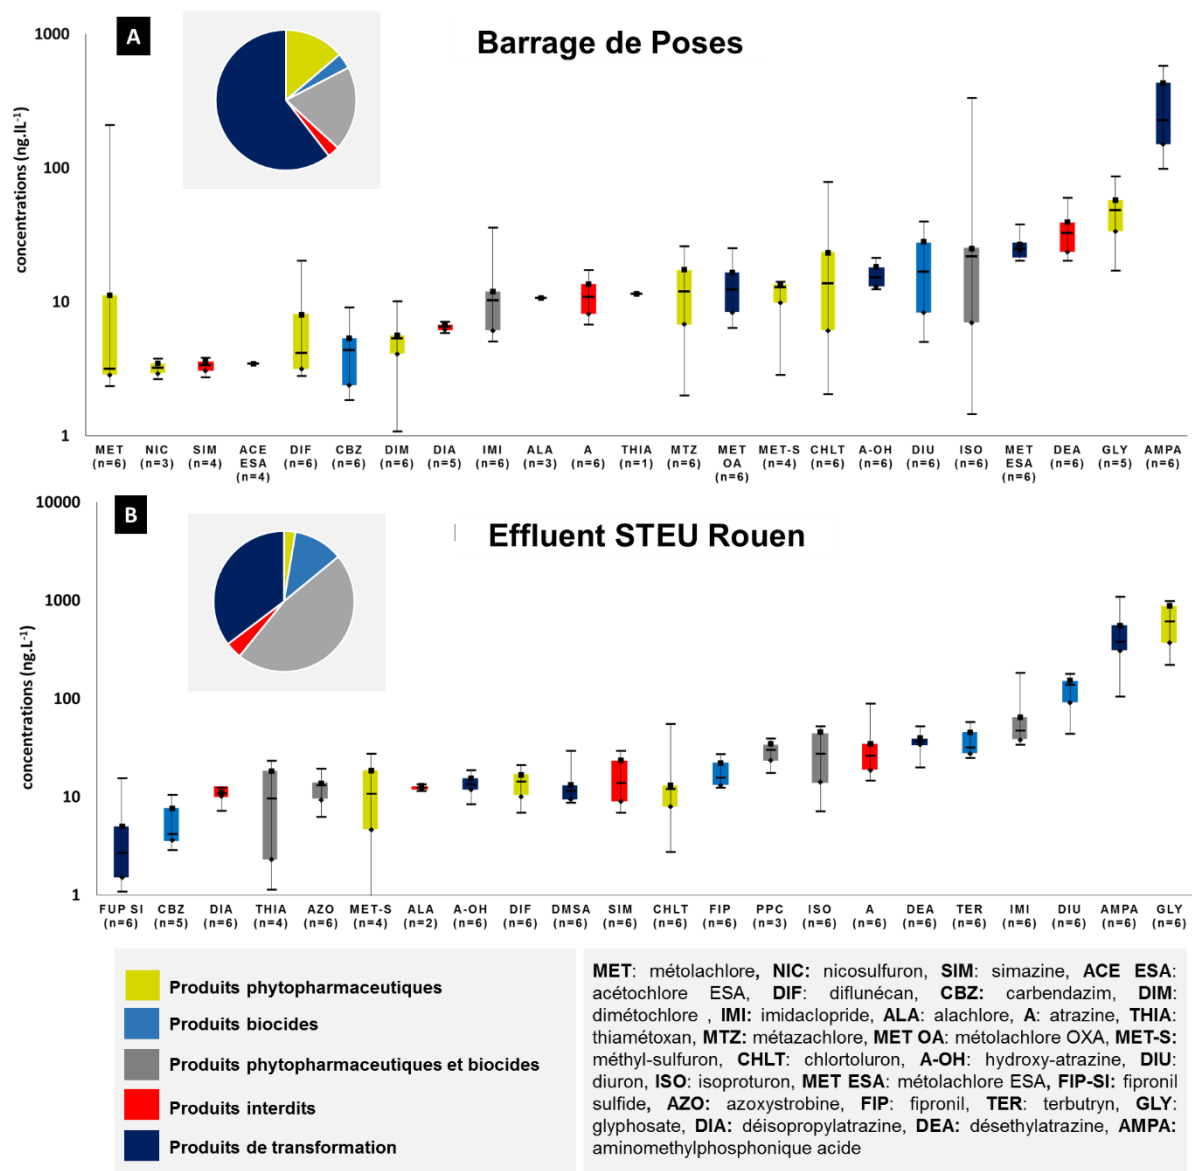 A
Barrage de Poses
concentrations (ng.lL⁻¹)
1000
100
10
1
MET NIC SIM ACE DIF CBZ DIM DIA IMI ALA A THIA MTZ MET MET-S CHLT A-OH DIU ISO MET DEA GLY AMPA
(n=6) (n=3) (n=4) ESA (n=6) (n=6) (n=6) (n=5) (n=6) (n=3) (n=6) (n=1) (n=6) OA (n=4) (n=6) (n=6) (n=6) (n=6) ESA (n=6) (n=5) (n=6)
(n=4) (n=6) (n=6)
B
Effluent STEU Rouen
concentrations (ng.L⁻¹)
10000
1000
100
10
1
FUP SI CBZ DIA THIA AZO MET-S ALA A-OH DIF DMSA SIM CHLT FIP PPC ISO A DEA TER IMI DIU AMPA GLY
(n=6) (n=5) (n=6) (n=4) (n=6) (n=4) (n=2) (n=6) (n=6) (n=6) (n=6) (n=6) (n=6) (n=3) (n=6) (n=6) (n=6) (n=6) (n=6) (n=6) (n=6) (n=6)
Produits phytopharmaceutiques
Produits biocides
Produits phytopharmaceutiques et biocides
Produits interdits
Produits de transformation
MET: métolachlore, NIC: nicosulfuron, SIM: simazine, ACE ESA:
acétochlore ESA, DIF: diflunécan, CBZ: carbendazim, DIM:
dimétochlore , IMI: imidaclopride, ALA: alachlore, A: atrazine, THIA:
thiamétoxan, MTZ: métazachlore, MET OA: métolachlore OXA, MET-S:
méthyl-sulfuron, CHLT: chlortoluron, A-OH: hydroxy-atrazine, DIU:
diuron, ISO: isoproturon, MET ESA: métolachlore ESA, FIP-SI: fipronil
sulfide, AZO: azoxystrobine, FIP: fipronil, TER: terbutryn, GLY:
glyphosate, DIA: déisopropylatrazine, DEA: désethylatrazine, AMPA:
aminomethylphosphonique acide